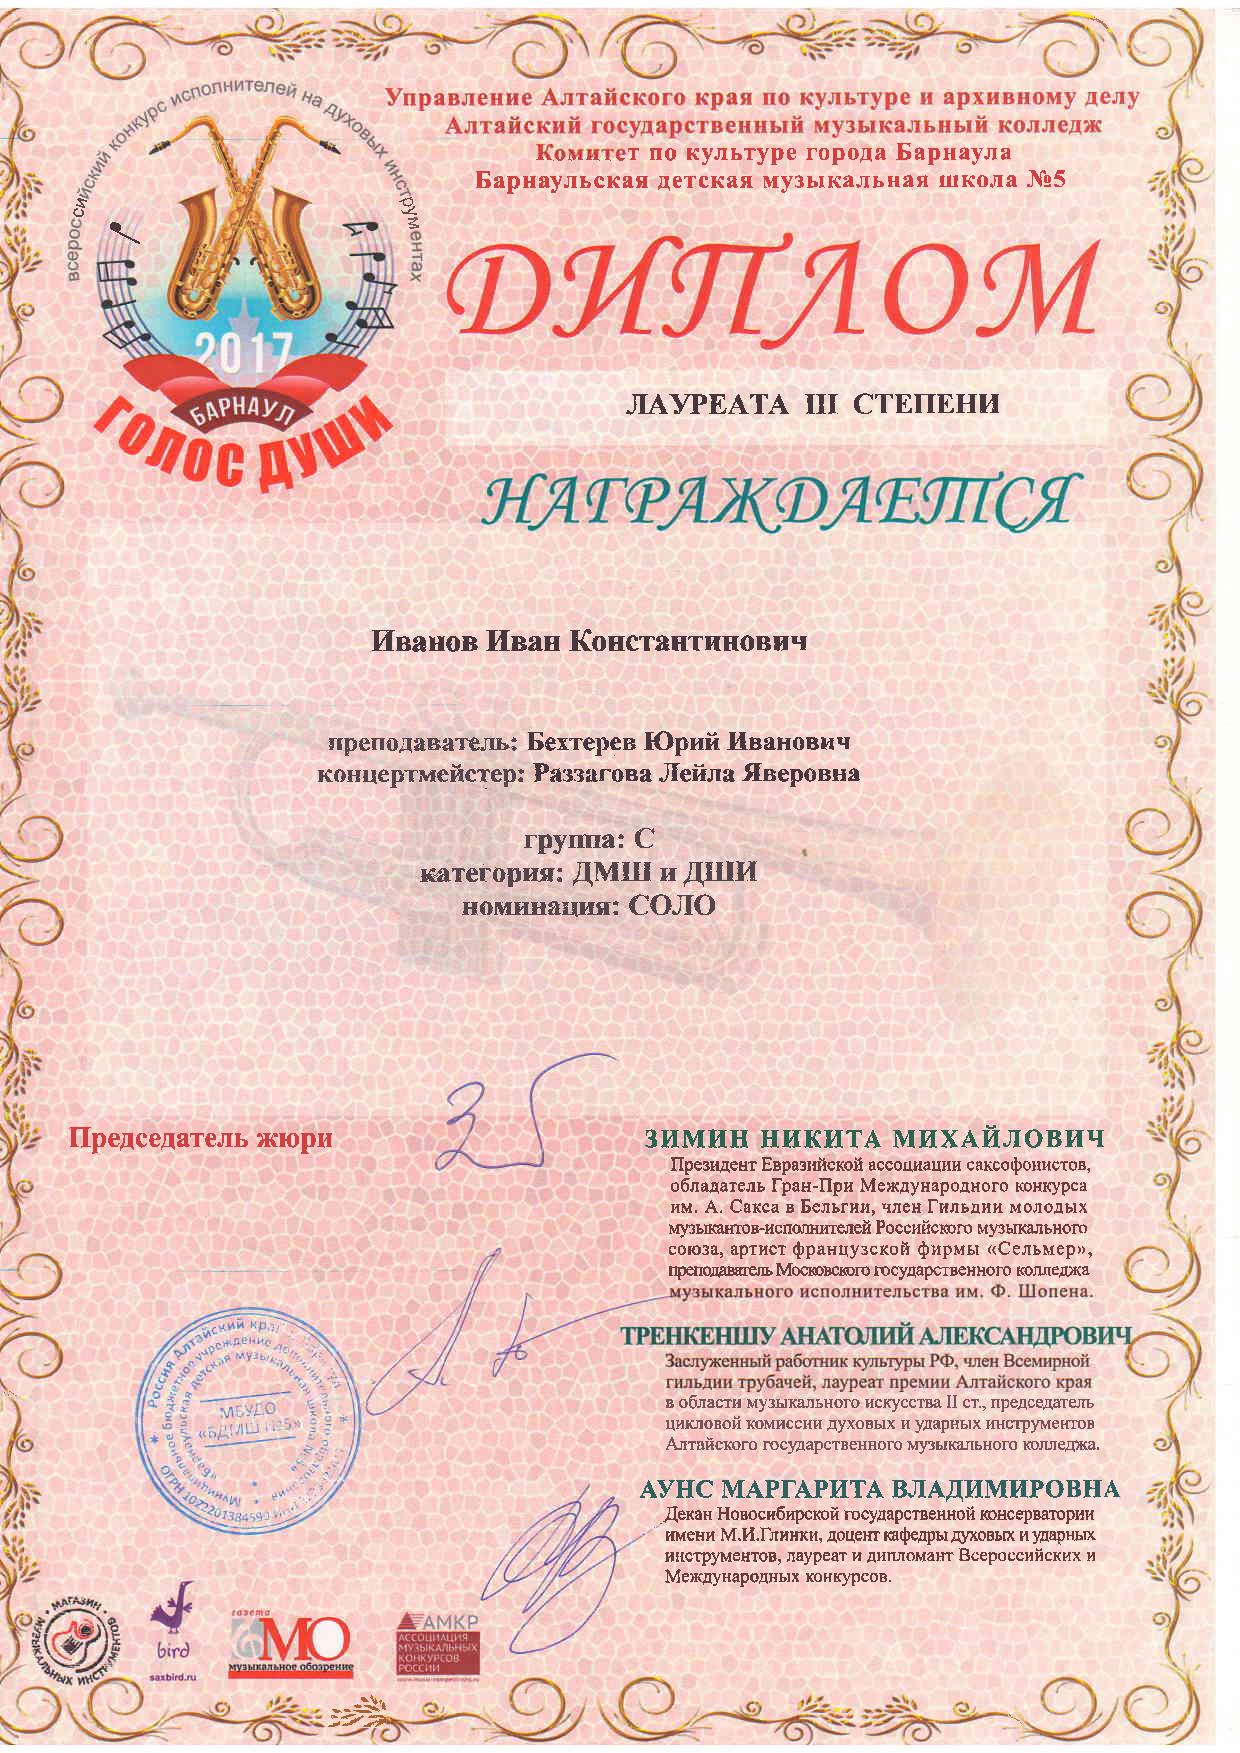 всероссийский конкурс исполнителей на духовых инструментах
2017
БАРНАУЛ
ГОЛОС ДУШИ
Управление Алтайского края по культуре и архивному делу
Алтайский государственный музыкальный колледж
Комитет по культуре города Барнаула
Барнаульская детская музыкальная школа №5
ДИПЛОМ
ЛАУРЕАТА III СТЕПЕНИ
НАГРАЖДАЕТСЯ
Иванов Иван Константинович
преподаватель: Бехтерев Юрий Иванович
концертмейстер: Раззагова Лейла Яверовна
группа: С
категория: ДМШ и ДШИ
номинация: СОЛО
Председатель жюри
ЗИМИН НИКИТА МИХАЙЛОВИЧ
Президент Евразийской ассоциации саксофонистов,
обладатель Гран-При Международного конкурса
им. А. Сакса в Бельгии, член Гильдии молодых
музыкантов-исполнителей Российского музыкального
союза, артист французской фирмы «Сельмер»,
преподаватель Московского государственного колледжа
музыкального исполнительства им. Ф. Шопена.
ТРЕНКЕНШУ АНАТОЛИЙ АЛЕКСАНДРОВИЧ
Заслуженный работник культуры РФ, член Всемирной
гильдии трубачей, лауреат премии Алтайского края
в области музыкального искусства II ст., председатель
цикловой комиссии духовых и ударных инструментов
Алтайского государственного музыкального колледжа.
АУНС МАРГАРИТА ВЛАДИМИРОВНА
Декан Новосибирской государственной консерватории
имени М.И.Глинки, доцент кафедры духовых и ударных
инструментов, лауреат и дипломант Всероссийских и
Международных конкурсов.
Россия Алтайский край
Муниципальное бюджетное учреждение дополнительного образования
«Барнаульская детская музыкальная школа №5»
ОГРН 1022201384590
МБУДО
«БДМШ №5»
МАГАЗИН МУЗЫКАЛЬНЫХ ИНСТРУМЕНТОВ
bird
saxbird.ru
газета
МО
музыкальное обозрение
АМКР
АССОЦИАЦИЯ
МУЗЫКАЛЬНЫХ
КОНКУРСОВ
РОССИИ